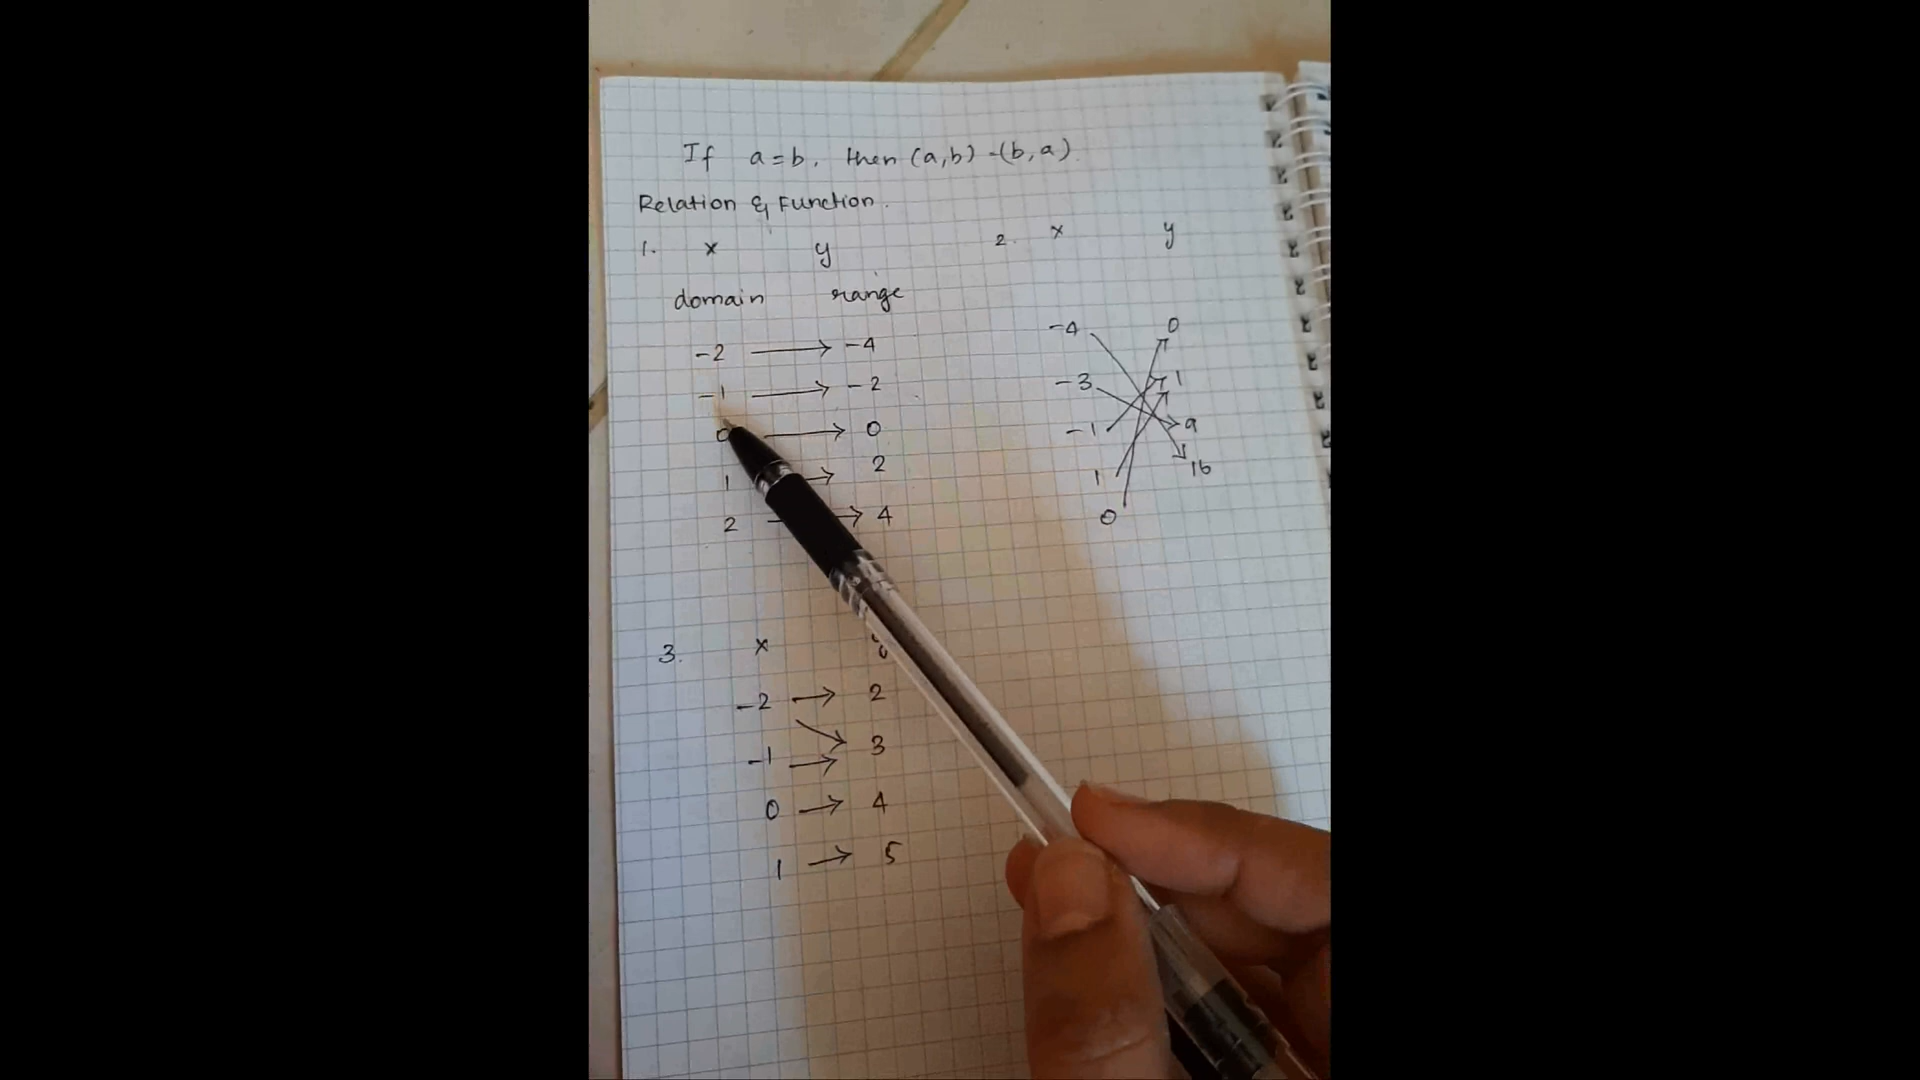 If a=b, then (a,b) = (b,a).
Relation & Function.
1. x y
domain range
-2 → -4
-1 → -2
0 → 0
1 → 2
2 → 4
2. x y
-4 0
-3 1
-1 9
1 16
0
3. x y
-2 → 2
-1 → 3
0 → 4
1 → 5